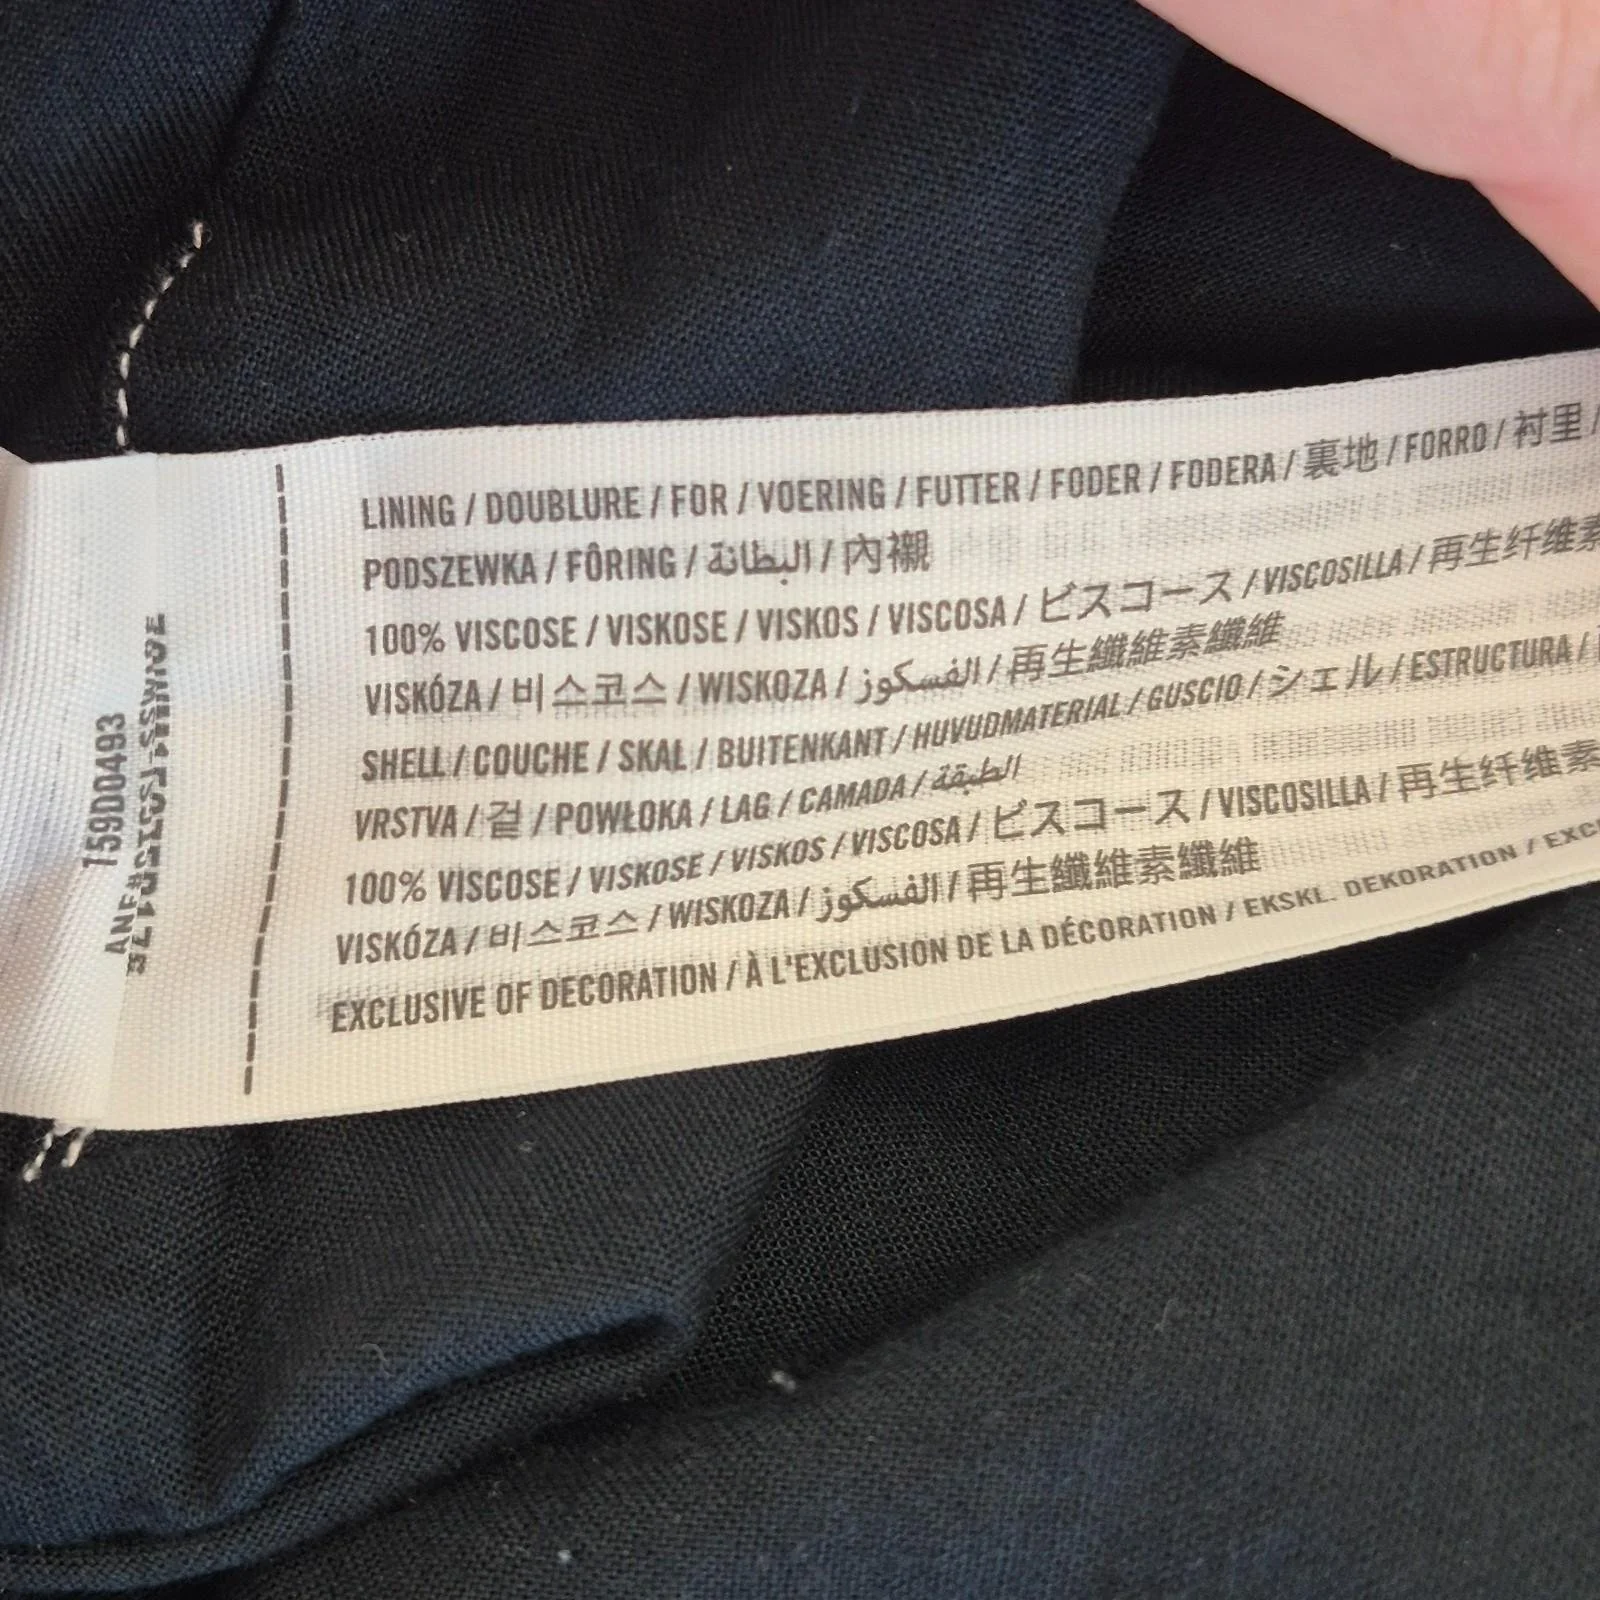 LINING / DOUBLURE / FOR / VOERING / FUTTER / FODER / FODERA / 裏地 / FORRO / 衬里 /
PODSZEWKA / FÔRING / البطانة / 內襯
100% VISCOSE / VISKOSE / VISKOS / VISCOSA / ビスコース / VISCOSILLA / 再生纤维素
VISKÓZA / 비스코스 / WISKOZA / الفسكوز / 再生纖維素纖維
SHELL / COUCHE / SKAL / BUITENKANT / HUVUDMATERIAL / GUSCIO / シェル / ESTRUCTURA /
VRSTVA / 겉 / POWŁOKA / LAG / CAMADA / الطبقة
100% VISCOSE / VISKOSE / VISKOS / VISCOSA / ビスコース / VISCOSILLA / 再生纤维素
VISKÓZA / 비스코스 / WISKOZA / الفسكوز / 再生纖維素纖維
EXCLUSIVE OF DECORATION / À L'EXCLUSION DE LA DÉCORATION / EKSKL. DEKORATION / EXC
759D0493
ANF#